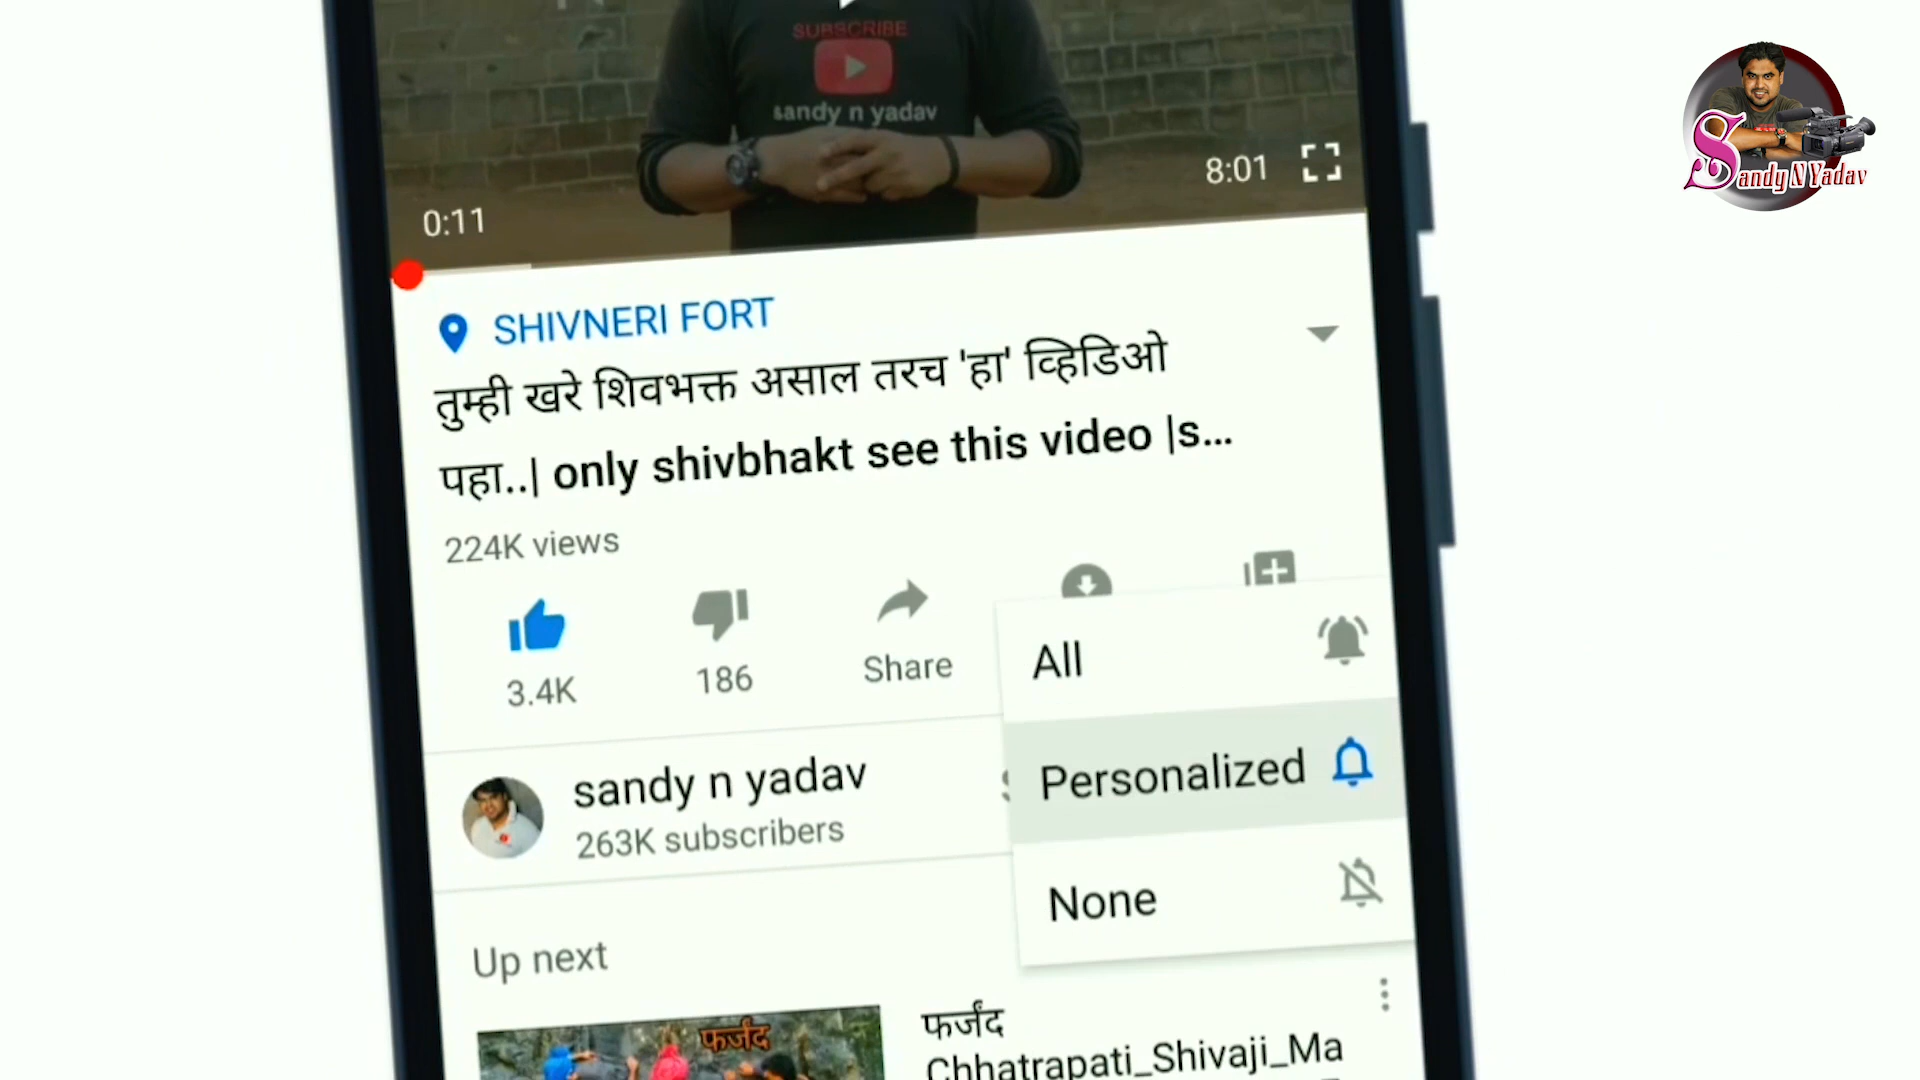 SUBSCRIBE
sandy n yadav
0:11
8:01
SHIVNERI FORT
तुम्ही खरे शिवभक्त असाल तरच 'हा' व्हिडिओ
पहा..| only shivbhakt see this video |s...
224K views
3.4K
186
Share
All
Personalized
None
sandy n yadav
263K subscribers
Up next
फर्जंद
फर्जंद
Chhatrapati_Shivaji_Ma
Sandy N Yadav